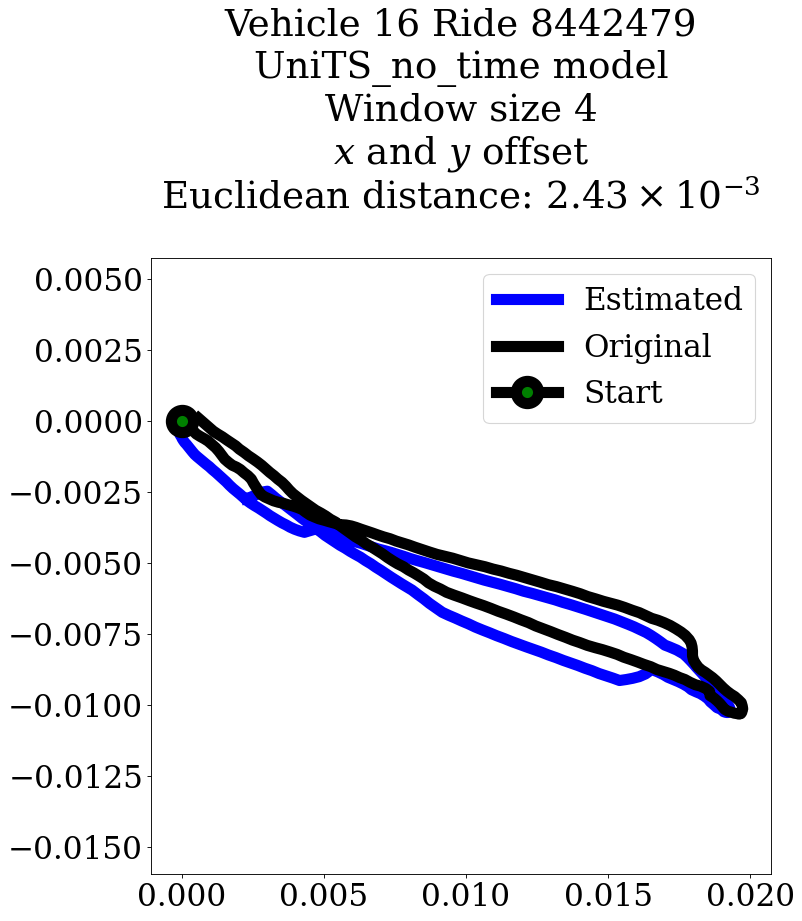 Vehicle 16 Ride 8442479
UniTS_no_time model
Window size 4
x and y offset
Euclidean distance: 2.43 × 10⁻³
Estimated
Original
Start
0.0050
0.0025
0.0000
−0.0025
−0.0050
−0.0075
−0.0100
−0.0125
−0.0150
0.000 0.005 0.010 0.015 0.020